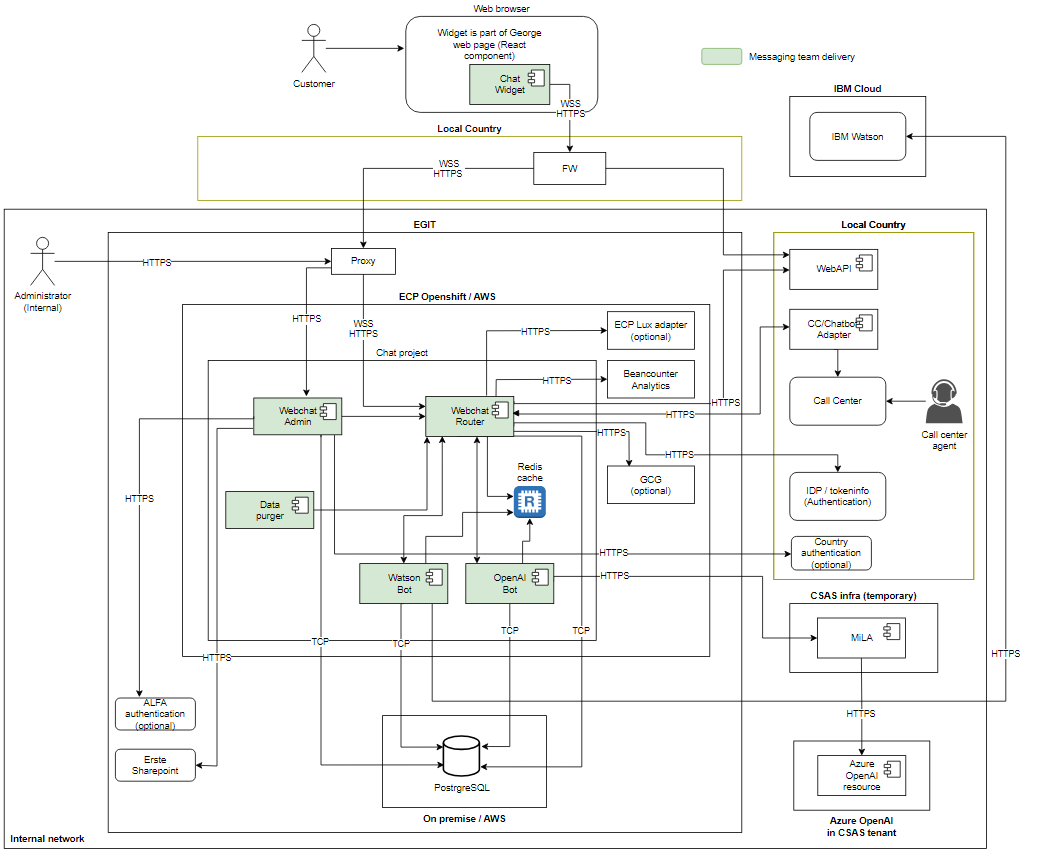 Web browser
Widget is part of George
web page (React
component)
Chat
Widget
Customer
Messaging team delivery
WSS
HTTPS
IBM Cloud
IBM Watson
Local Country
FW
WSS
HTTPS
EGIT
Local Country
Administrator
(Internal)
HTTPS
Proxy
WebAPI
ECP Openshift / AWS
HTTPS
WSS
HTTPS
ECP Lux adapter
(optional)
HTTPS
CC/Chatbot
Adapter
Chat project
Beancounter
Analytics
HTTPS
Webchat
Admin
Webchat
Router
HTTPS
HTTPS
Call Center
Call center
agent
HTTPS
HTTPS
GCG
(optional)
IDP / tokeninfo
(Authentication)
Redis
cache
R
HTTPS
Data
purger
Country
authentication
(optional)
HTTPS
HTTPS
Watson
Bot
OpenAI
Bot
CSAS infra (temporary)
MiLA
TCP
TCP
TCP
TCP
HTTPS
HTTPS
ALFA
authentication
(optional)
HTTPS
Erste
Sharepoint
PostrgreSQL
Azure
OpenAI
resource
On premise / AWS
Azure OpenAI
in CSAS tenant
Internal network